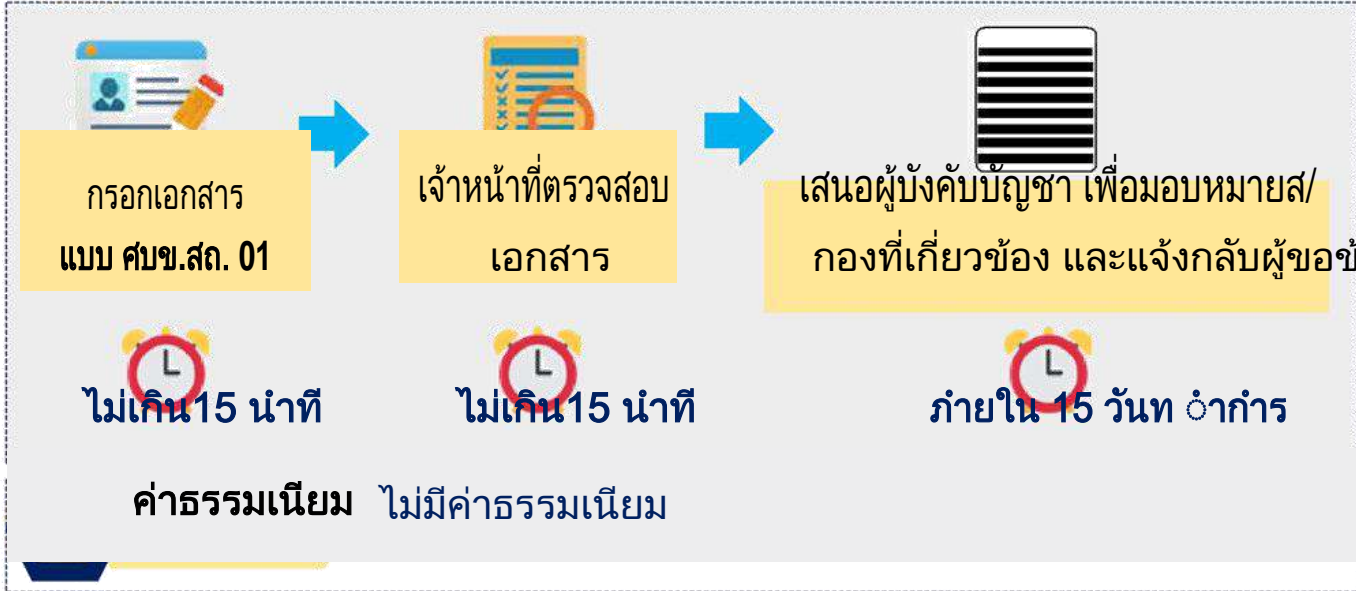 กรอกเอกสาร
แบบ ศบข.สถ. 01
เจ้าหน้าที่ตรวจสอบ
เอกสาร
เสนอผู้บังคับบัญชา เพื่อมอบหมายส/
กองที่เกี่ยวข้อง และแจ้งกลับผู้ขอข้
ไม่เกิน15 นำที
ไม่เกิน15 นำที
ภำยใน 15 วันท ำกำร
ค่าธรรมเนียม ไม่มีค่าธรรมเนียม